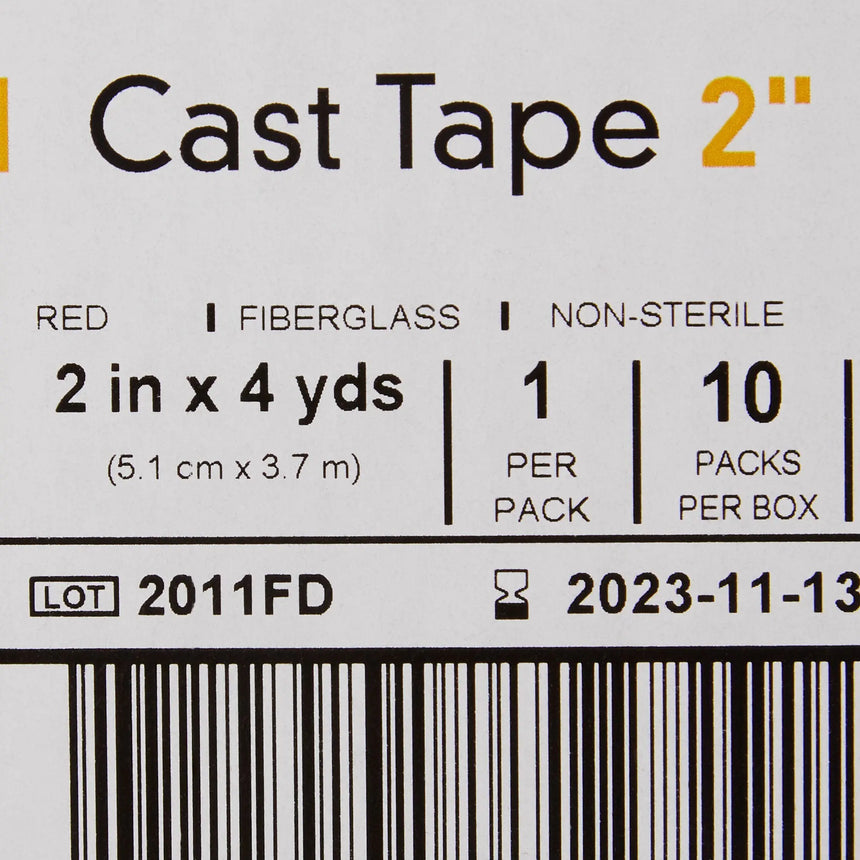 Cast Tape 2"
RED | FIBERGLASS | NON-STERILE
2 in x 4 yds
(5.1 cm x 3.7 m)
1
PER
PACK
10
PACKS
PER BOX
LOT 2011FD
2023-11-13